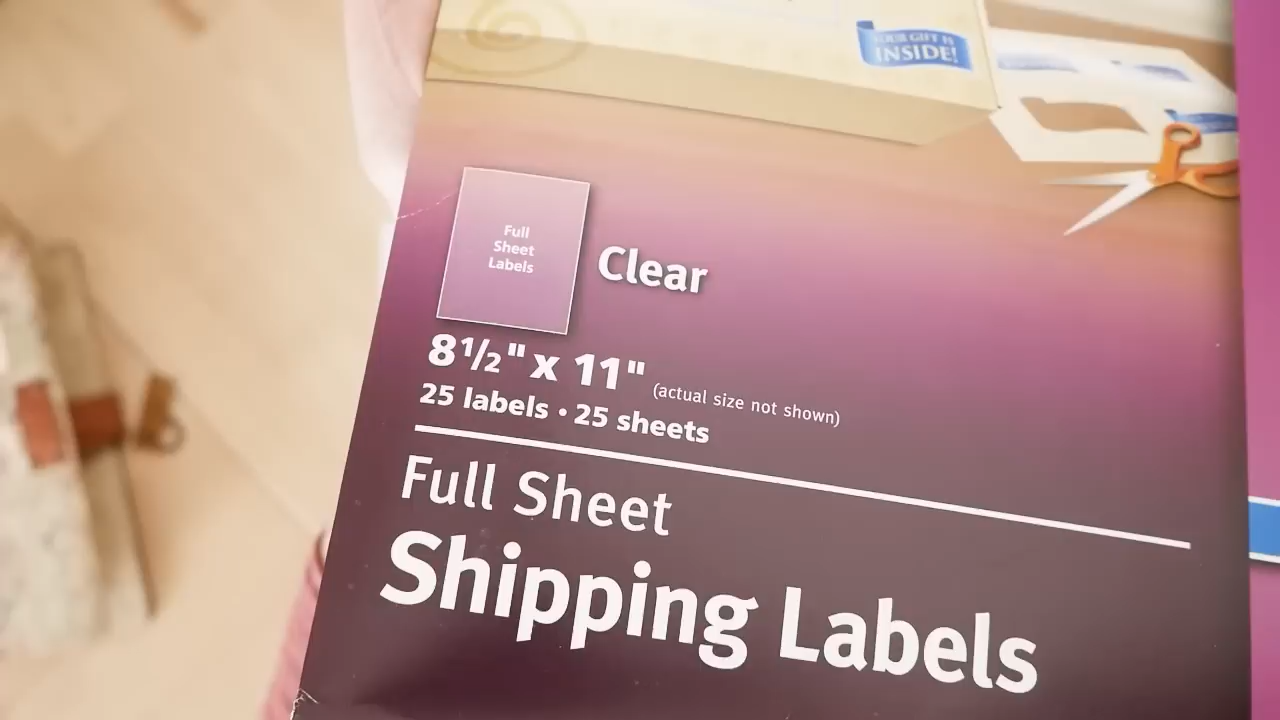 YOUR GIFT IS
INSIDE!
Full
Sheet
Labels
Clear
8½" x 11" (actual size not shown)
25 labels • 25 sheets
Full Sheet
Shipping Labels